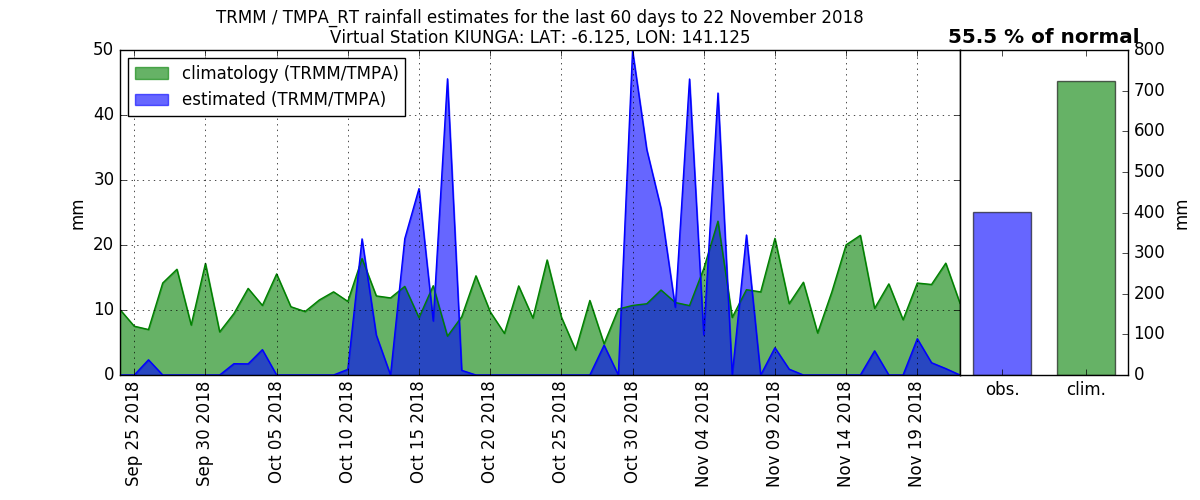 TRMM / TMPA_RT rainfall estimates for the last 60 days to 22 November 2018
Virtual Station KIUNGA: LAT: -6.125, LON: 141.125
55.5 % of normal
climatology (TRMM/TMPA)
estimated (TRMM/TMPA)
50
40
30
20
10
0
mm
Sep 25 2018
Sep 30 2018
Oct 05 2018
Oct 10 2018
Oct 15 2018
Oct 20 2018
Oct 25 2018
Oct 30 2018
Nov 04 2018
Nov 09 2018
Nov 14 2018
Nov 19 2018
800
700
600
500
400
300
200
100
0
mm
obs.
clim.